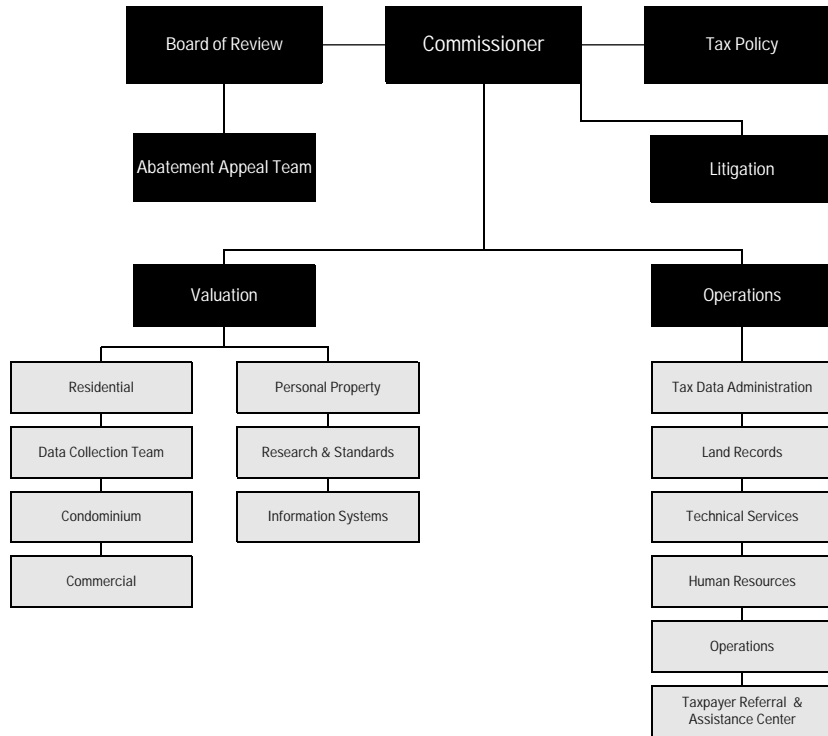 Board of Review
Commissioner
Tax Policy
Abatement Appeal Team
Litigation
Valuation
Operations
Residential
Personal Property
Tax Data Administration
Data Collection Team
Research & Standards
Land Records
Condominium
Information Systems
Technical Services
Commercial
Human Resources
Operations
Taxpayer Referral &
Assistance Center